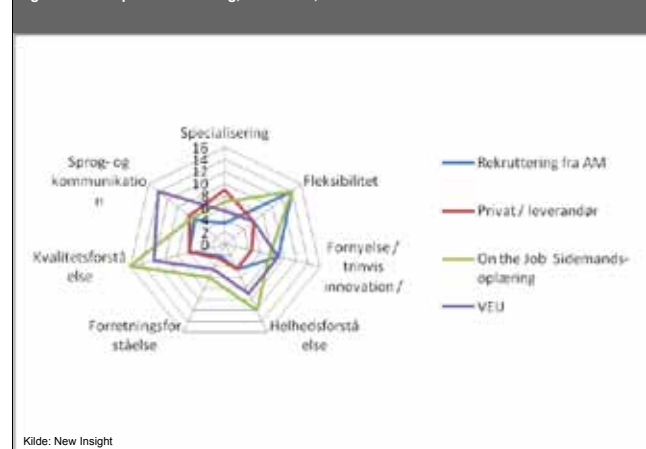 Specialisering
16
14
12
10
8
6
4
2
0
Fleksibilitet
Fornyelse /
trinvis
innovation /
Helhedsforstå
else
Forretningsfor
ståelse
Kvalitetsforstå
else
Sprog- og
kommunikatio
n
Rekruttering fra AM
Privat / leverandør
On the Job Sidemands-
oplæring
VEU
Kilde: New Insight